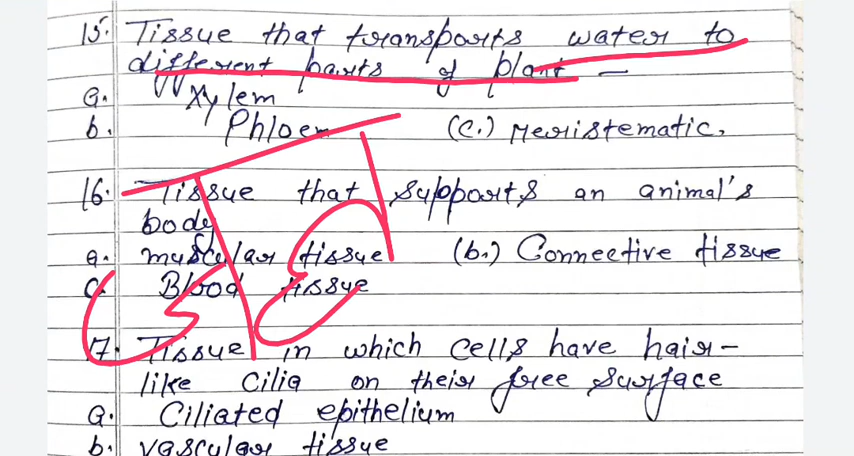 15. Tissue that transports water to
different parts of plant —
a. Xylem
b. Phloem (c.) Meristematic.
16. Tissue that supports an animal's
body
a. muscular tissue (b.) Connective tissue
c. Blood tissue
17. Tissue in which cells have hair-
like cilia on their free surface
a. Ciliated epithelium
b. vascular tissue